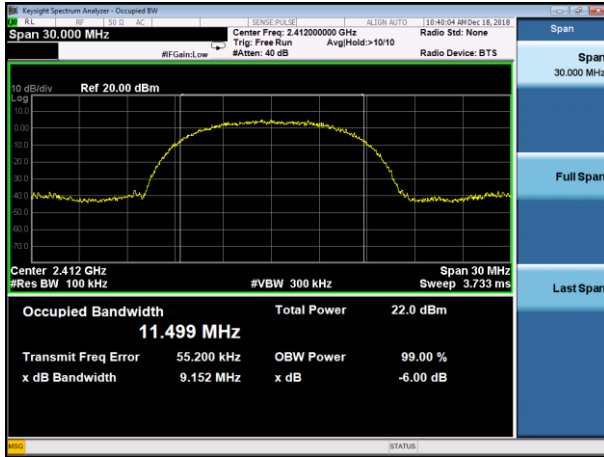 Keysight Spectrum Analyzer - Occupied BW
RL RF 50 Ω AC SENSE:PULSE ALIGN AUTO 10:40:04 AM Dec 18, 2018
Span 30.000 MHz
Center Freq: 2.412000000 GHz
Radio Std: None
Trig: Free Run Avg|Hold:>10/10
#IFGain:Low #Atten: 40 dB Radio Device: BTS
10 dB/div Ref 20.00 dBm
Log
10.0
0.00
-10.0
-20.0
-30.0
-40.0
-50.0
-60.0
-70.0
Center 2.412 GHz Span 30 MHz
#Res BW 100 kHz #VBW 300 kHz Sweep 3.733 ms
Occupied Bandwidth Total Power 22.0 dBm
11.499 MHz
Transmit Freq Error 55.200 kHz OBW Power 99.00 %
x dB Bandwidth 9.152 MHz x dB -6.00 dB
MSG STATUS
Span
Span
30.000 MHz
Full Span
Last Span